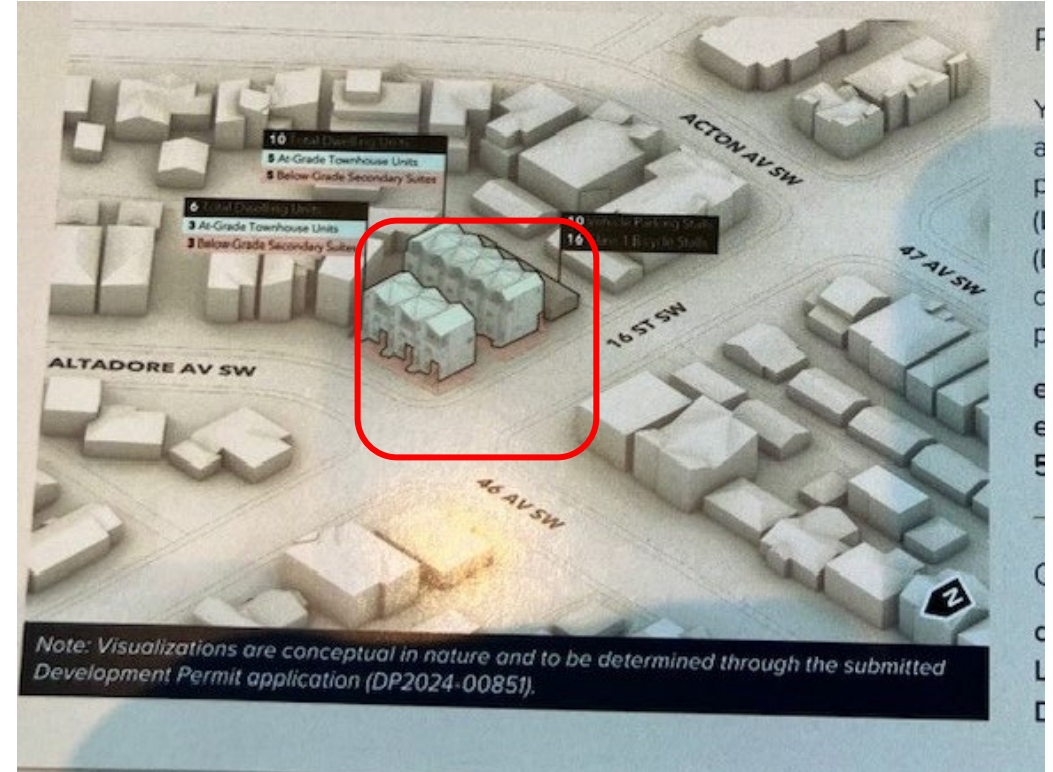 ACTON AV SW
10 Total Dwelling Units
5 At-Grade Townhouse Units
5 Below-Grade Secondary Suites
6 Total Dwelling Units
3 At-Grade Townhouse Units
3 Below-Grade Secondary Suites
10 Vehicle Parking Stalls
16 1 Bicycle Stalls
47 AV SW
16 ST SW
ALTADORE AV SW
46 AV SW
N
Note: Visualizations are conceptual in nature and to be determined through the submitted
Development Permit application (DP2024-00851).